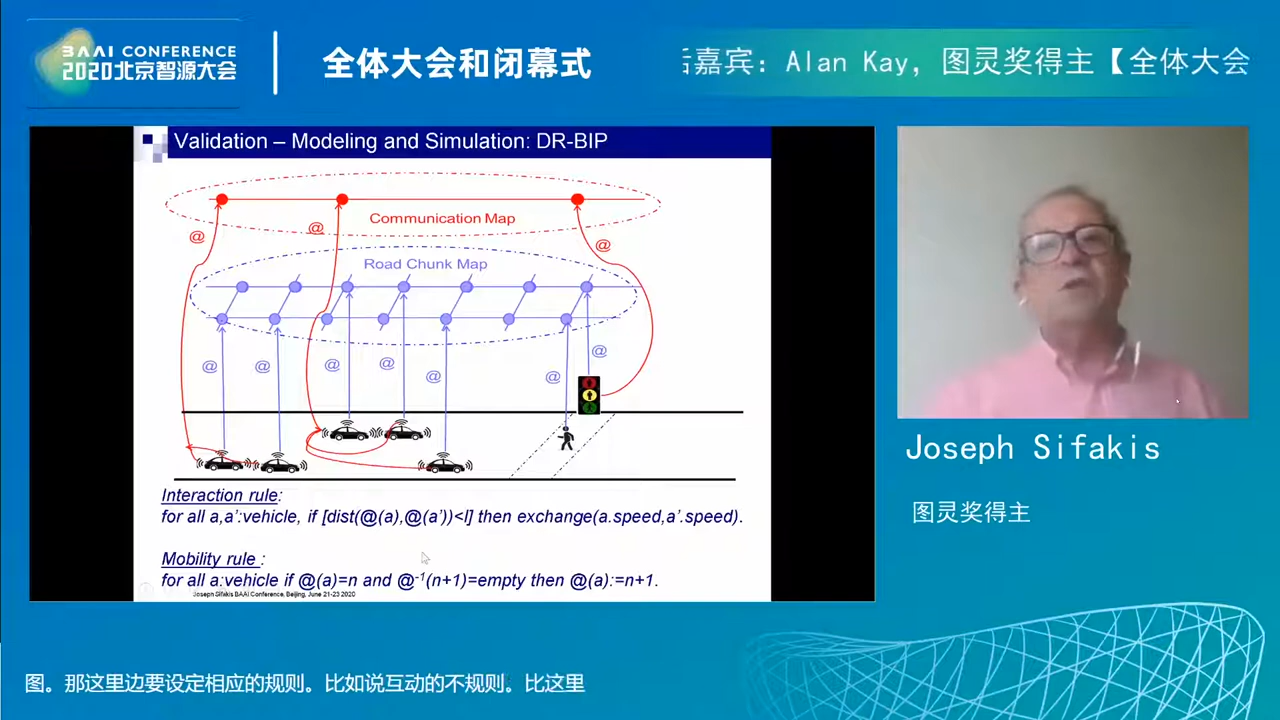 BAAI CONFERENCE
2020北京智源大会
全体大会和闭幕式
嘉宾：Alan Kay，图灵奖得主【全体大会
Validation – Modeling and Simulation: DR-BIP
Communication Map
@
@
@
Road Chunk Map
@
@
@
@
@
@
@
Interaction rule:
for all a,a’:vehicle, if [dist(@(a),@(a’))<l] then exchange(a.speed,a’.speed).
Mobility rule :
for all a:vehicle if @(a)=n and @-1(n+1)=empty then @(a):=n+1.
Joseph Sifakis BAAI Conference, Beijing, June 21-23 2020
Joseph Sifakis
图灵奖得主
图。那这里边要设定相应的规则。比如说互动的不规则。比这里